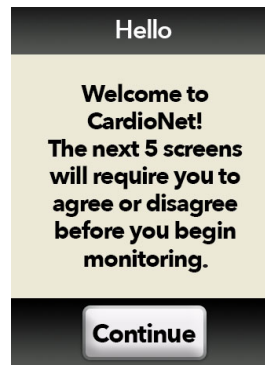 Hello
Welcome to
CardioNet!
The next 5 screens
will require you to
agree or disagree
before you begin
monitoring.
Continue